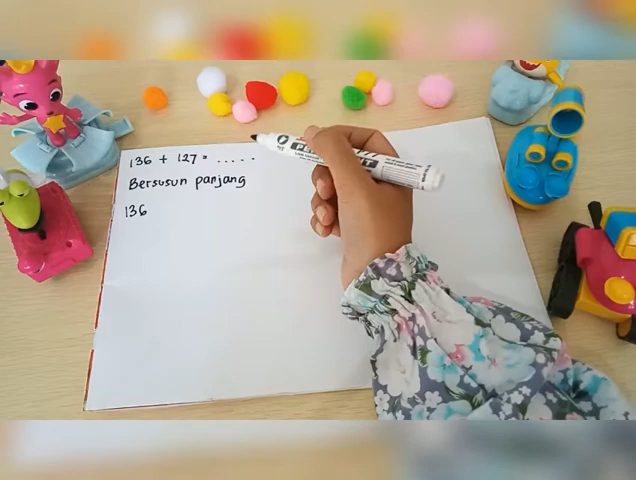 136 + 127 = .....
Bersusun panjang
136